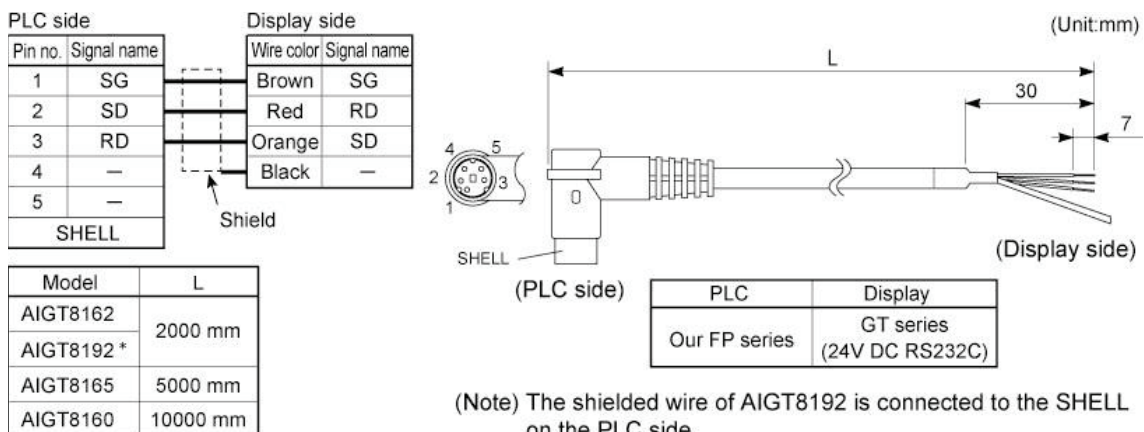 PLC side
Display side
(Unit:mm)
Pin no. Signal name
Wire color Signal name
1 SG
Brown SG
2 SD
Red RD
3 RD
Orange SD
4 —
Black —
5 —
SHELL
Shield
L
30
7
4 5
2 3
1
SHELL
(PLC side)
(Display side)
Model L
AIGT8162 2000 mm
AIGT8192 *
AIGT8165 5000 mm
AIGT8160 10000 mm
PLC Display
Our FP series GT series
(24V DC RS232C)
(Note) The shielded wire of AIGT8192 is connected to the SHELL
on the PLC side